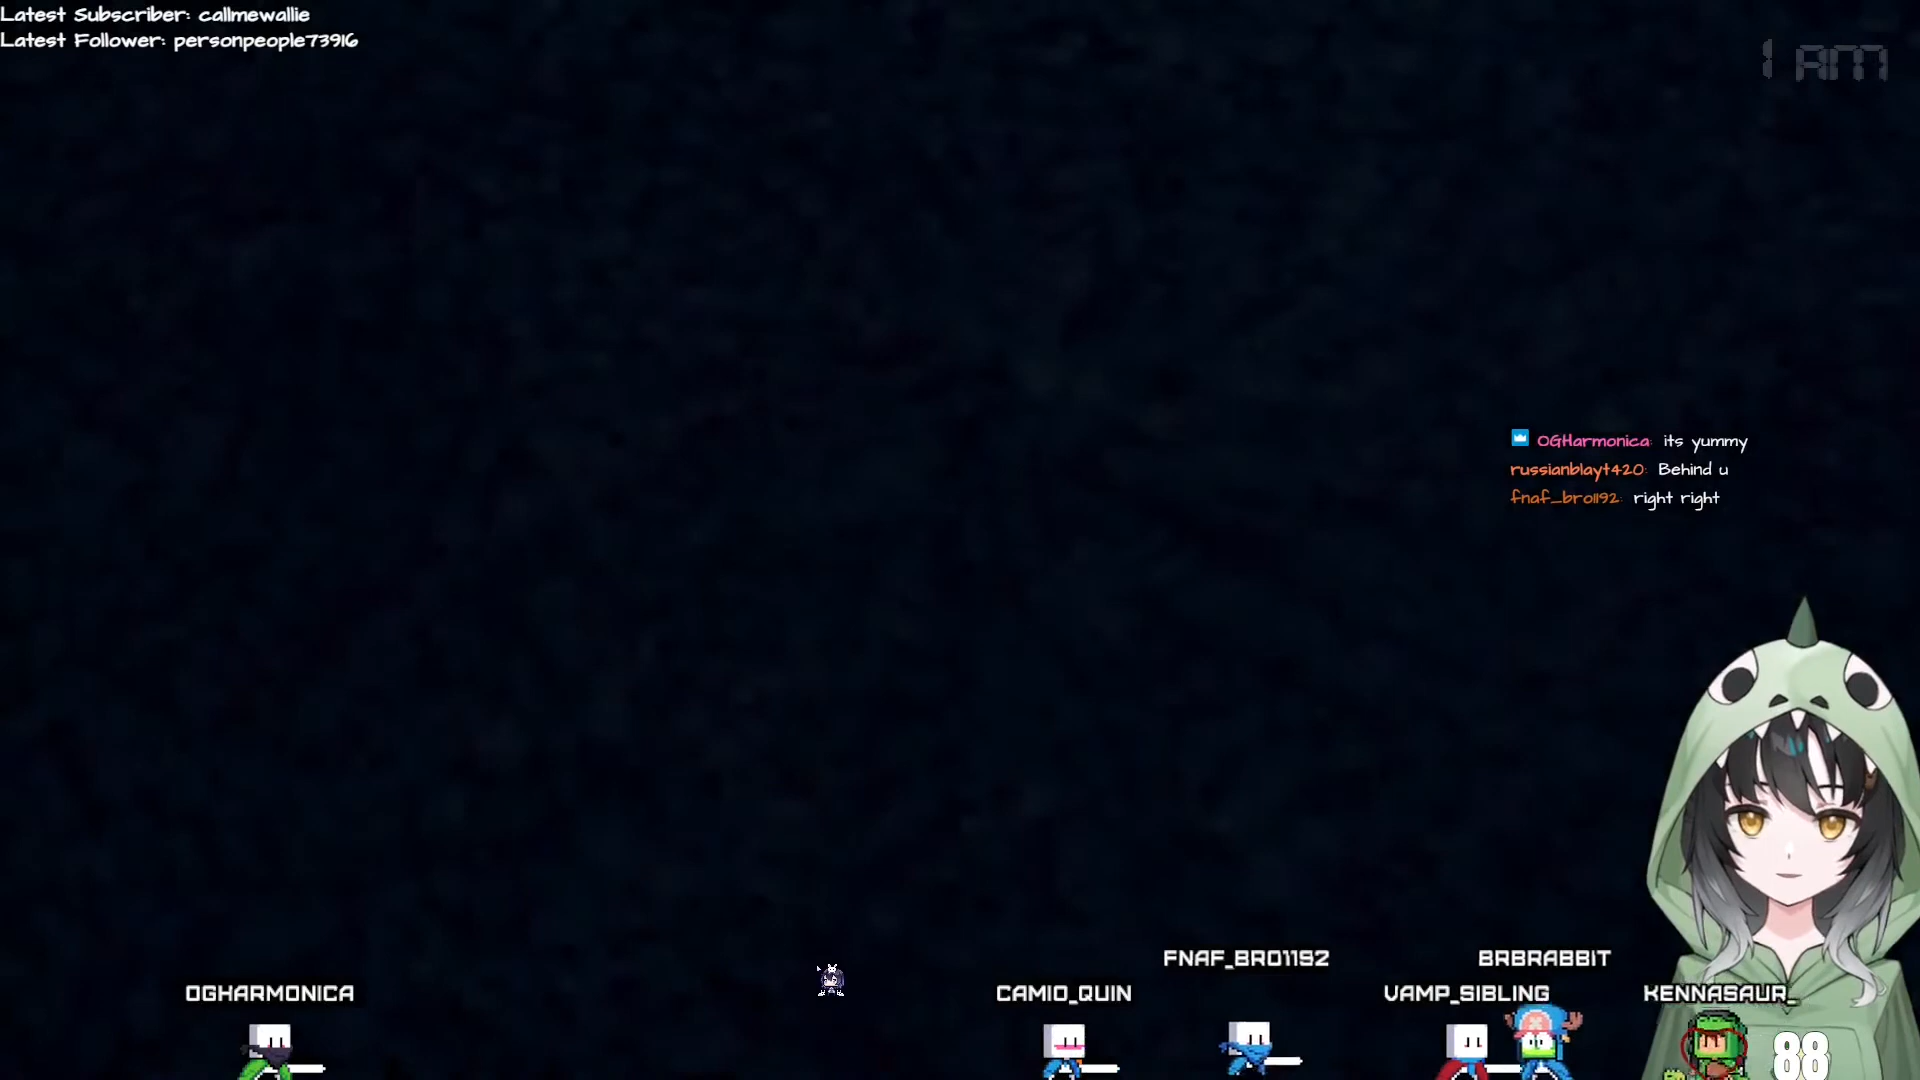 Latest Subscriber: callmewallie
Latest Follower: personpeople73916
1 AM
OGHarmonica: its yummy
russianblayt420: Behind u
fnaf_bro1192: right right
FNAF_BRO1192
BRBRABBIT
OGHARMONICA
CAMIO_QUIN
VAMP_SIBLING
KENNASAUR_
88